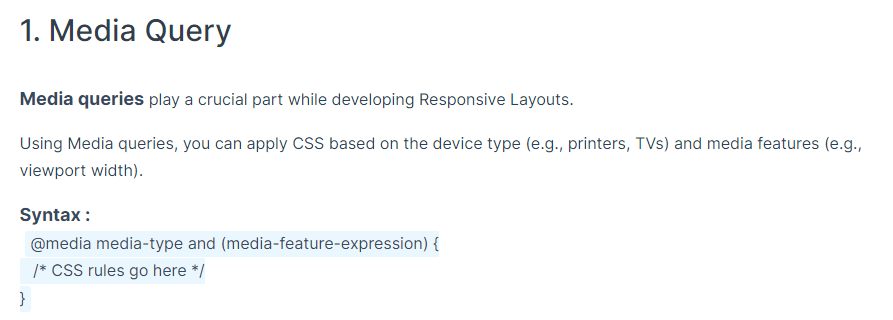 1. Media Query
Media queries play a crucial part while developing Responsive Layouts.
Using Media queries, you can apply CSS based on the device type (e.g., printers, TVs) and media features (e.g.,
viewport width).
Syntax :
@media media-type and (media-feature-expression) {
/* CSS rules go here */
}